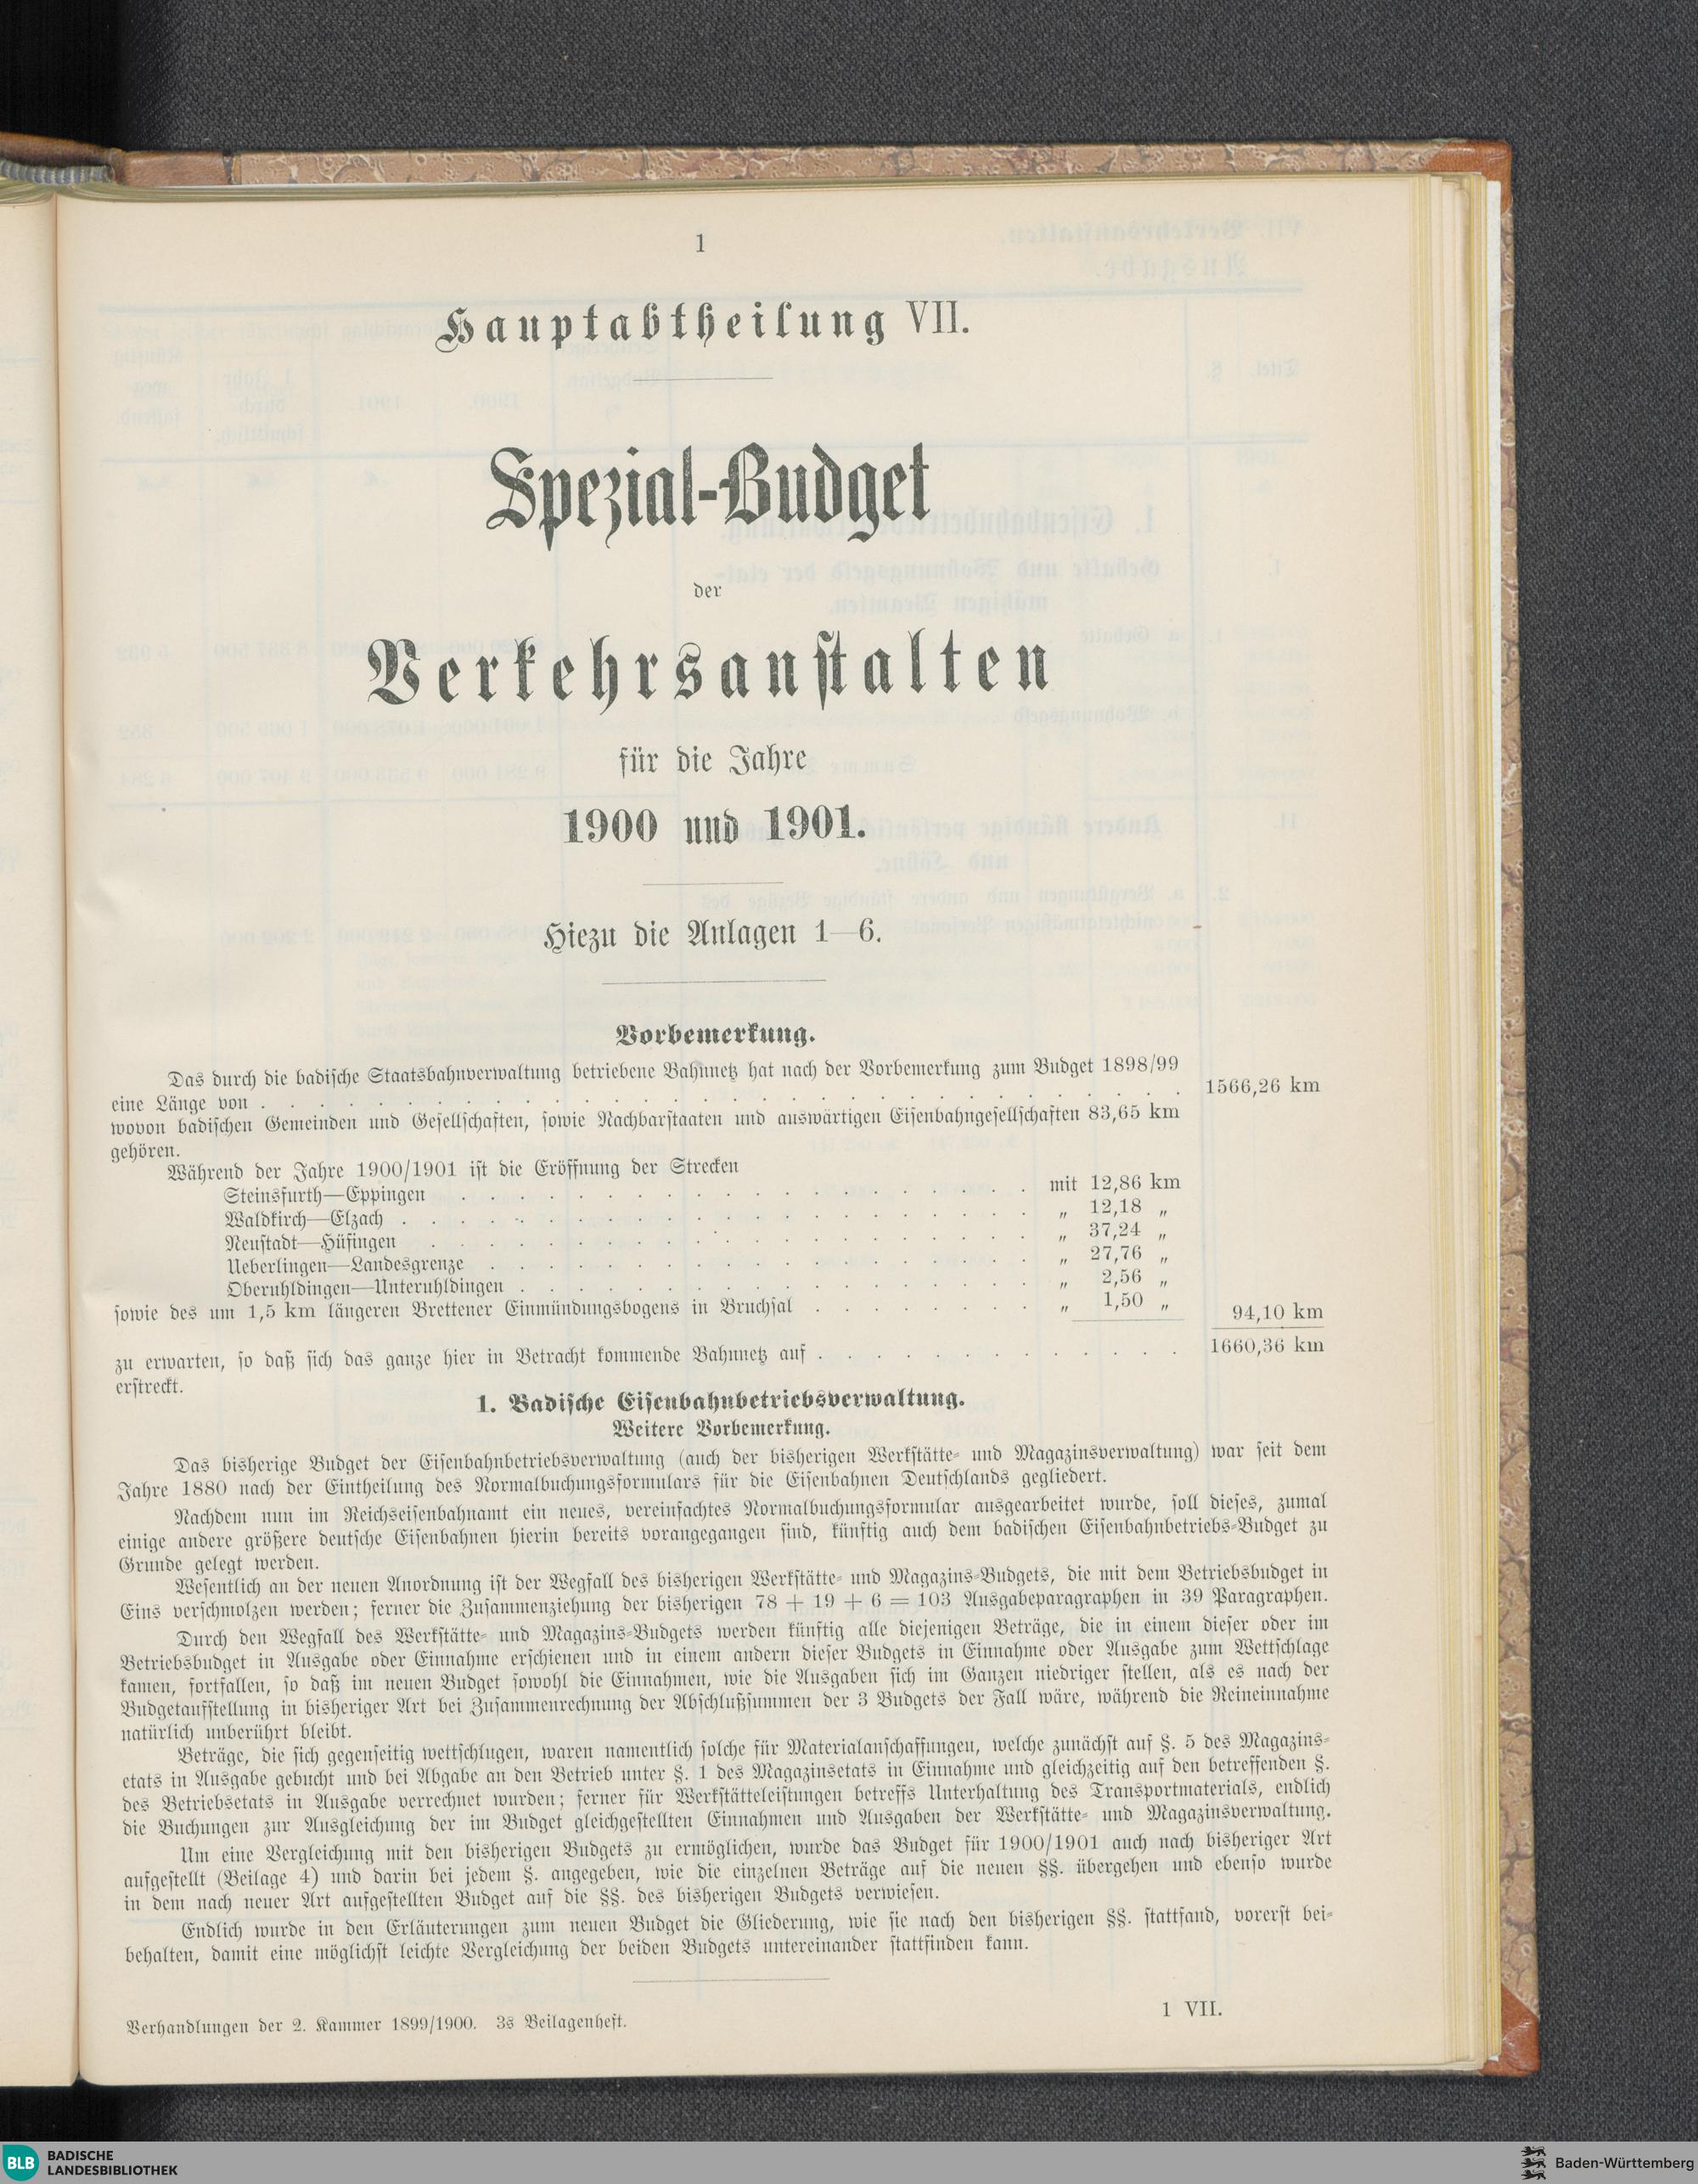 1
Hauptabtheilung VII.
Spezial-Budget
der
Verkehrsanstalten
für die Jahre
1900 und 1901.
Hiezu die Anlagen 1—6.
Vorbemerkung.
Das durch die badische Staatsbahnverwaltung betriebene Bahnnetz hat nach der Vorbemerkung zum Budget 1898/99
eine Länge von . . . . . . . . . . . . . . . . . . . . . . . . . . . . . . . 1566,26 km
wovon badischen Gemeinden und Gesellschaften, sowie Nachbarstaaten und auswärtigen Eisenbahngesellschaften 83,65 km
gehören.
Während der Jahre 1900/1901 ist die Eröffnung der Strecken
Steinsfurth—Eppingen . . . . . . . . . . . . . . . . . . . . mit 12,86 km
Waldkirch—Elzach . . . . . . . . . . . . . . . . . . . . . . „ 12,18 „
Neustadt—Hüfingen . . . . . . . . . . . . . . . . . . . . . „ 37,24 „
Ueberlingen—Landesgrenze . . . . . . . . . . . . . . . . . . . „ 27,76 „
Oberuhldingen—Unteruhldingen . . . . . . . . . . . . . . . . . . „ 2,56 „
sowie des um 1,5 km längeren Brettener Einmündungsbogens in Bruchsal . . . . . . . . „ 1,50 „ 94,10 km
zu erwarten, so daß sich das ganze hier in Betracht kommende Bahnnetz auf . . . . . . . . . . . . . 1660,36 km
erstreckt.
1. Badische Eisenbahnbetriebsverwaltung.
Weitere Vorbemerkung.
Das bisherige Budget der Eisenbahnbetriebsverwaltung (auch der bisherigen Werkstätte- und Magazinsverwaltung) war seit dem
Jahre 1880 nach der Eintheilung des Normalbuchungsformulars für die Eisenbahnen Deutschlands gegliedert.
Nachdem nun im Reichseisenbahnamt ein neues, vereinfachtes Normalbuchungsformular ausgearbeitet wurde, soll dieses, zumal
einige andere größere deutsche Eisenbahnen hierin bereits vorangegangen sind, künftig auch dem badischen Eisenbahnbetriebs-Budget zu
Grunde gelegt werden.
Wesentlich an der neuen Anordnung ist der Wegfall des bisherigen Werkstätte- und Magazins-Budgets, die mit dem Betriebsbudget in
Eins verschmolzen werden; ferner die Zusammenziehung der bisherigen 78 + 19 + 6 = 103 Ausgabeparagraphen in 39 Paragraphen.
Durch den Wegfall des Werkstätte- und Magazins-Budgets werden künftig alle diejenigen Beträge, die in einem dieser oder im
Betriebsbudget in Ausgabe oder Einnahme erschienen und in einem andern dieser Budgets in Einnahme oder Ausgabe zum Wettschlage
kamen, fortfallen, so daß im neuen Budget sowohl die Einnahmen, wie die Ausgaben sich im Ganzen niedriger stellen, als es nach der
Budgetaufstellung in bisheriger Art bei Zusammenrechnung der Abschlußsummen der 3 Budgets der Fall wäre, während die Reineinnahme
natürlich unberührt bleibt.
Beträge, die sich gegenseitig wettschlugen, waren namentlich solche für Materialanschaffungen, welche zunächst auf §. 5 des Magazins-
etats in Ausgabe gebucht und bei Abgabe an den Betrieb unter §. 1 des Magazinsetats in Einnahme und gleichzeitig auf den betreffenden §.
des Betriebsetats in Ausgabe verrechnet wurden; ferner für Werkstätteleistungen betreffs Unterhaltung des Transportmaterials, endlich
die Buchungen zur Ausgleichung der im Budget gleichgestellten Einnahmen und Ausgaben der Werkstätte- und Magazinsverwaltung.
Um eine Vergleichung mit den bisherigen Budgets zu ermöglichen, wurde das Budget für 1900/1901 auch nach bisheriger Art
aufgestellt (Beilage 4) und darin bei jedem §. angegeben, wie die einzelnen Beträge auf die neuen §§. übergehen und ebenso wurde
in dem nach neuer Art aufgestellten Budget auf die §§. des bisherigen Budgets verwiesen.
Endlich wurde in den Erläuterungen zum neuen Budget die Gliederung, wie sie nach den bisherigen §§. stattfand, vorerst bei-
behalten, damit eine möglichst leichte Vergleichung der beiden Budgets untereinander stattfinden kann.
Verhandlungen der 2. Kammer 1899/1900. 3s Beilagenheft. 1 VII.
BLB BADISCHE
LANDESBIBLIOTHEK
Baden-Württemberg